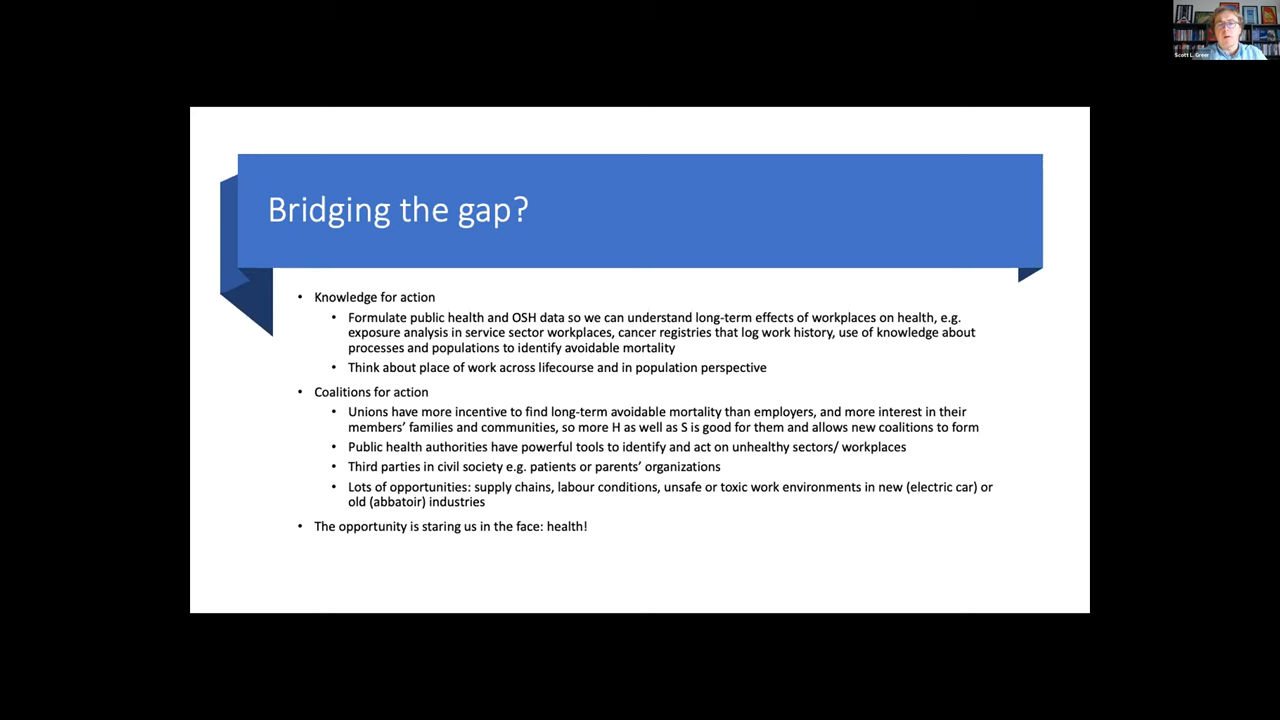 Scott L. Greer
Bridging the gap?
• Knowledge for action
• Formulate public health and OSH data so we can understand long-term effects of workplaces on health, e.g.
exposure analysis in service sector workplaces, cancer registries that log work history, use of knowledge about
processes and populations to identify avoidable mortality
• Think about place of work across lifecourse and in population perspective
• Coalitions for action
• Unions have more incentive to find long-term avoidable mortality than employers, and more interest in their
members’ families and communities, so more H as well as S is good for them and allows new coalitions to form
• Public health authorities have powerful tools to identify and act on unhealthy sectors/ workplaces
• Third parties in civil society e.g. patients or parents’ organizations
• Lots of opportunities: supply chains, labour conditions, unsafe or toxic work environments in new (electric car) or
old (abbatoir) industries
• The opportunity is staring us in the face: health!